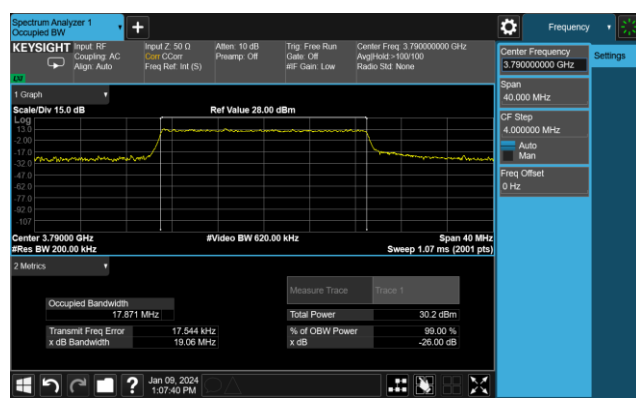 Spectrum Analyzer 1
Occupied BW
Frequency
KEYSIGHT
Input: RF
Coupling: AC
Align: Auto
Input Z: 50 Ω
Corr CCorr
Freq Ref: Int (S)
Atten: 10 dB
Preamp: Off
Trig: Free Run
Gate: Off
#IF Gain: Low
Center Freq: 3.790000000 GHz
Avg|Hold:>100/100
Radio Std: None
LXI
Center Frequency
3.790000000 GHz
Settings
Span
40.000 MHz
CF Step
4.000000 MHz
Auto
Man
Freq Offset
0 Hz
1 Graph
Scale/Div 15.0 dB
Ref Value 28.00 dBm
Log
13.0
-2.00
-17.0
-32.0
-47.0
-62.0
-77.0
-92.0
-107
Center 3.79000 GHz
#Video BW 620.00 kHz
Span 40 MHz
#Res BW 200.00 kHz
Sweep 1.07 ms (2001 pts)
2 Metrics
Measure Trace
Trace 1
Occupied Bandwidth
17.871 MHz
Total Power
30.2 dBm
Transmit Freq Error
17.544 kHz
% of OBW Power
99.00 %
x dB Bandwidth
19.06 MHz
x dB
-26.00 dB
?
Jan 09, 2024
1:07:40 PM